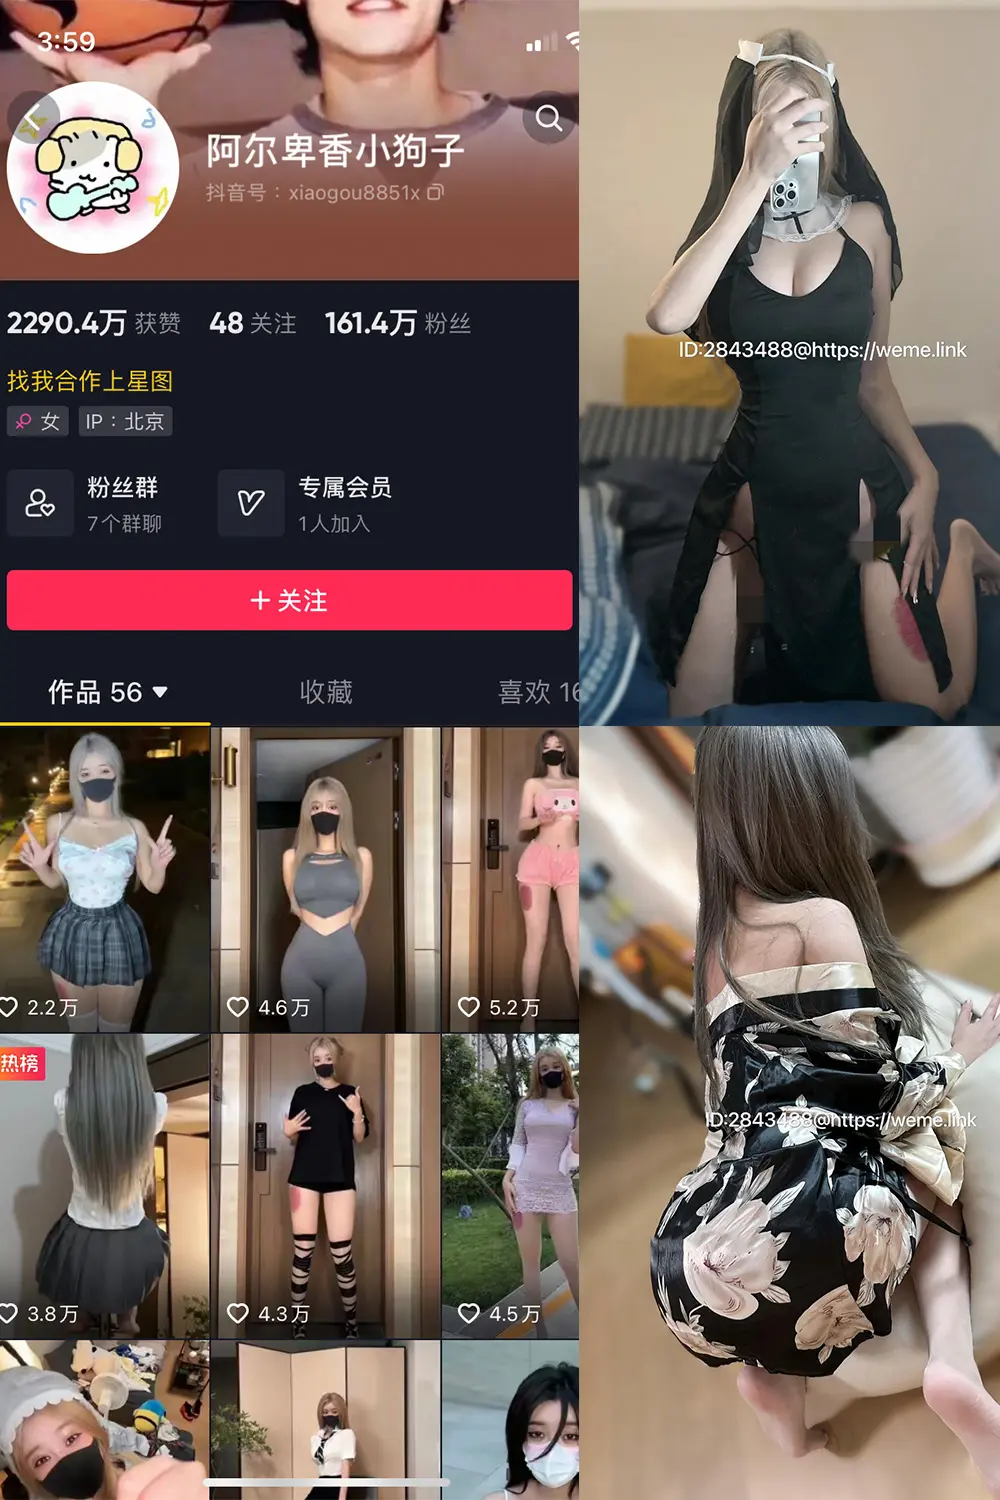 3:59
阿尔卑香小狗子
抖音号：xiaogou8851x
2290.4万 获赞 48 关注 161.4万 粉丝
找我合作上星图
女 IP：北京
粉丝群
7个群聊
专属会员
1人加入
+ 关注
作品 56 收藏 喜欢 16
2.2万 4.6万 5.2万
热榜
3.8万 4.3万 4.5万
ID:2843488@https://weme.link
ID:2843488@https://weme.link